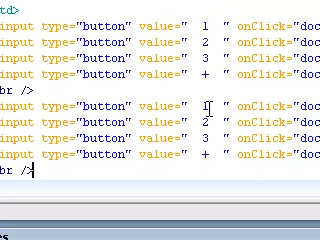 td>
input type="button" value="  1  " onClick="doc
input type="button" value="  2  " onClick="doc
input type="button" value="  3  " onClick="doc
input type="button" value="  +  " onClick="doc
br />
input type="button" value="  1  " onClick="doc
input type="button" value="  2  " onClick="doc
input type="button" value="  3  " onClick="doc
input type="button" value="  +  " onClick="doc
br />
es